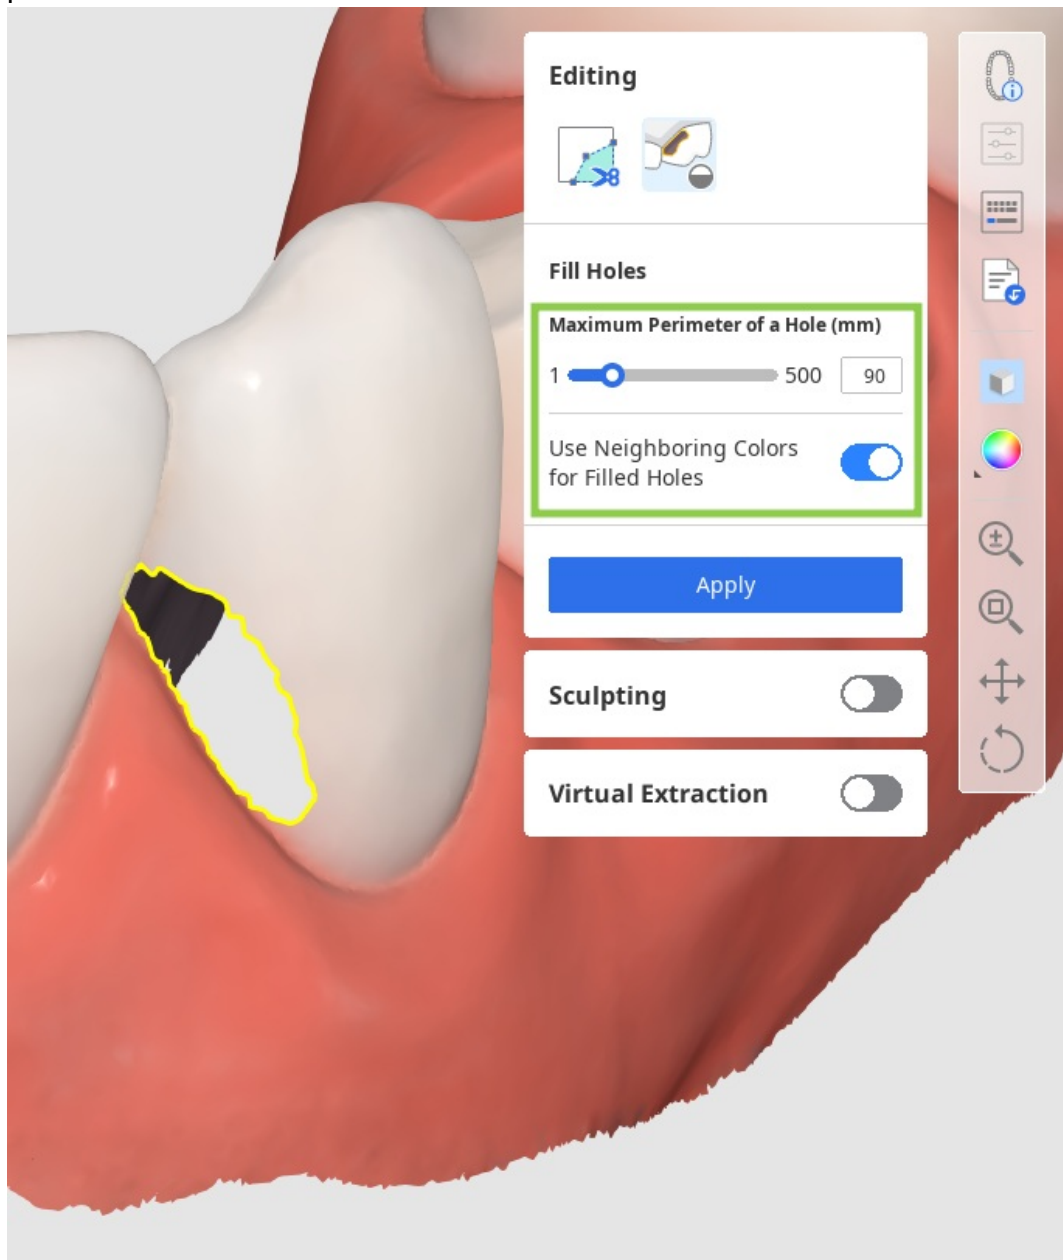 Editing
Fill Holes
Maximum Perimeter of a Hole (mm)
1 500 90
Use Neighboring Colors
for Filled Holes
Apply
Sculpting
Virtual Extraction